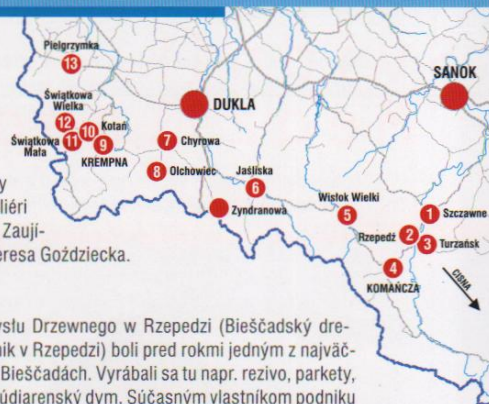 Pielgrzymka
13
SANOK
DUKLA
Świątkowa
Wielka
12
10
Kotań
Świątkowa
Mała
11
9
KREMPNA
7
Chyrowa
8
Olchowiec
Jaśliska
6
Zyndranowa
Wisłok Wielki
5
1
Szczawne
Rzepedź
2
3
Turzańsk
4
KOMAŃCZA
CISNA
y
liéri
Zaují-
eresa Goździecka.
ysłu Drzewnego w Rzepedzi (Bieščadský dre-
nik v Rzepedzi) boli pred rokmi jedným z najväč-
Bieščadách. Vyrábali sa tu napr. rezivo, parkety,
údiarenský dym. Súčasným vlastníkom podniku